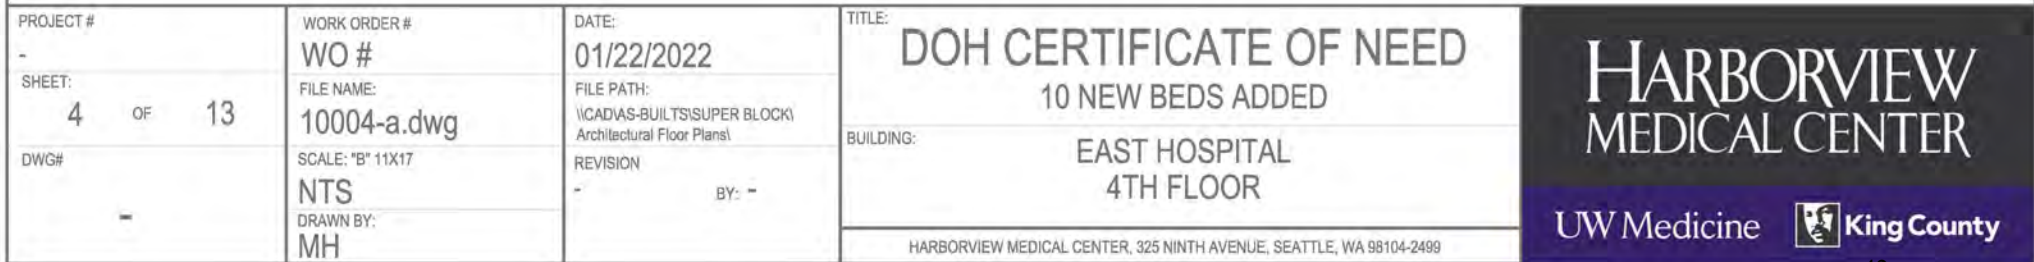 PROJECT #
-
SHEET:
4 OF 13
DWG#
-
WORK ORDER #
WO #
FILE NAME:
10004-a.dwg
SCALE: "B" 11X17
NTS
DRAWN BY:
MH
DATE:
01/22/2022
FILE PATH:
\\CAD\AS-BUILTS\SUPER BLOCK\
Architectural Floor Plans\
REVISION
- BY: -
TITLE:
DOH CERTIFICATE OF NEED
10 NEW BEDS ADDED
BUILDING:
EAST HOSPITAL
4TH FLOOR
HARBORVIEW MEDICAL CENTER, 325 NINTH AVENUE, SEATTLE, WA 98104-2499
HARBORVIEW
MEDICAL CENTER
UW Medicine King County